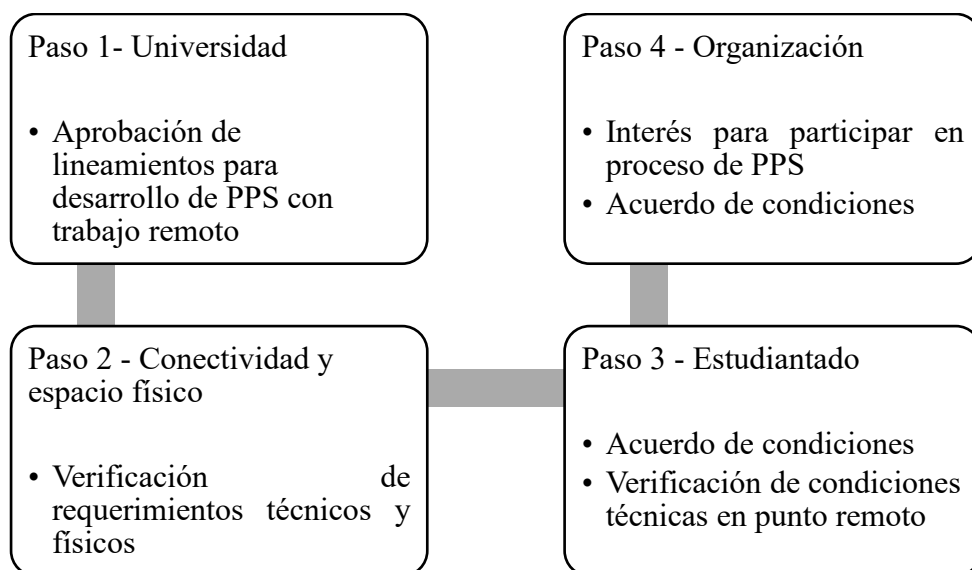 Paso 1- Universidad
• Aprobación de
lineamientos para
desarrollo de PPS con
trabajo remoto
Paso 2 - Conectividad y
espacio físico
• Verificación de
requerimientos técnicos y
físicos
Paso 3 - Estudiantado
• Acuerdo de condiciones
• Verificación de condiciones
técnicas en punto remoto
Paso 4 - Organización
• Interés para participar en
proceso de PPS
• Acuerdo de condiciones